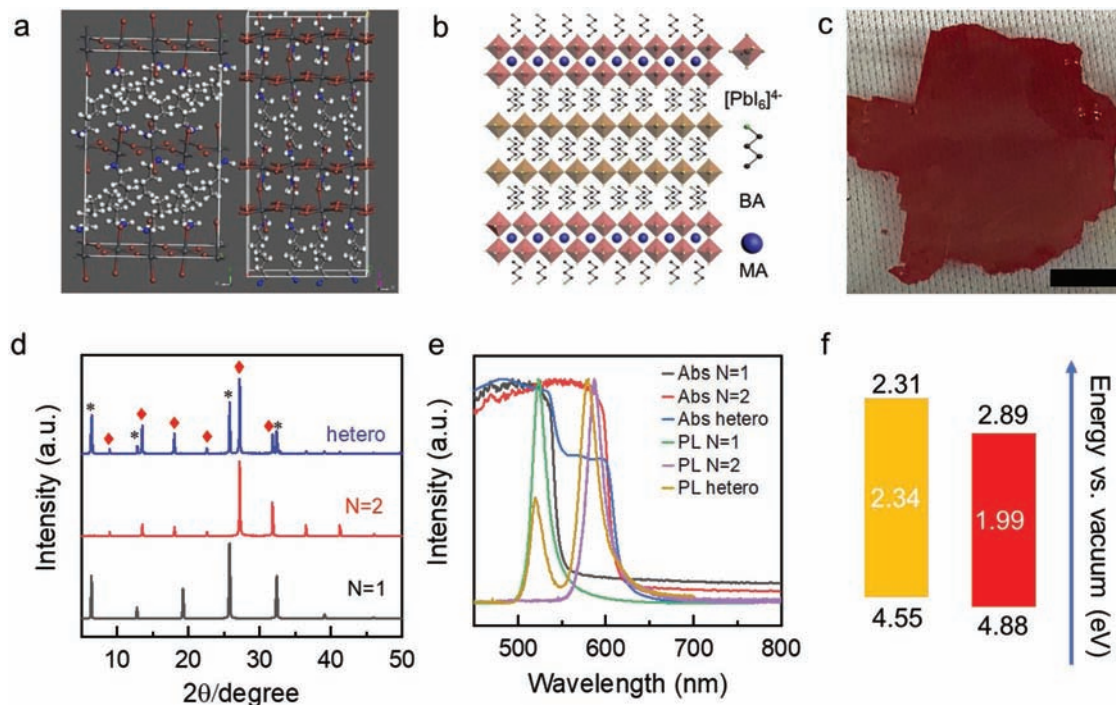 a
b
c
[PbI₆]⁴⁻
BA
MA
d
Intensity (a.u.)
*
*
*
*
hetero
N=2
N=1
10 20 30 40 50
2θ/degree
e
Intensity (a.u.)
Abs N=1
Abs N=2
Abs hetero
PL N=1
PL N=2
PL hetero
500 600 700 800
Wavelength (nm)
f
2.31
2.89
2.34
1.99
4.55
4.88
Energy vs. vacuum (eV)